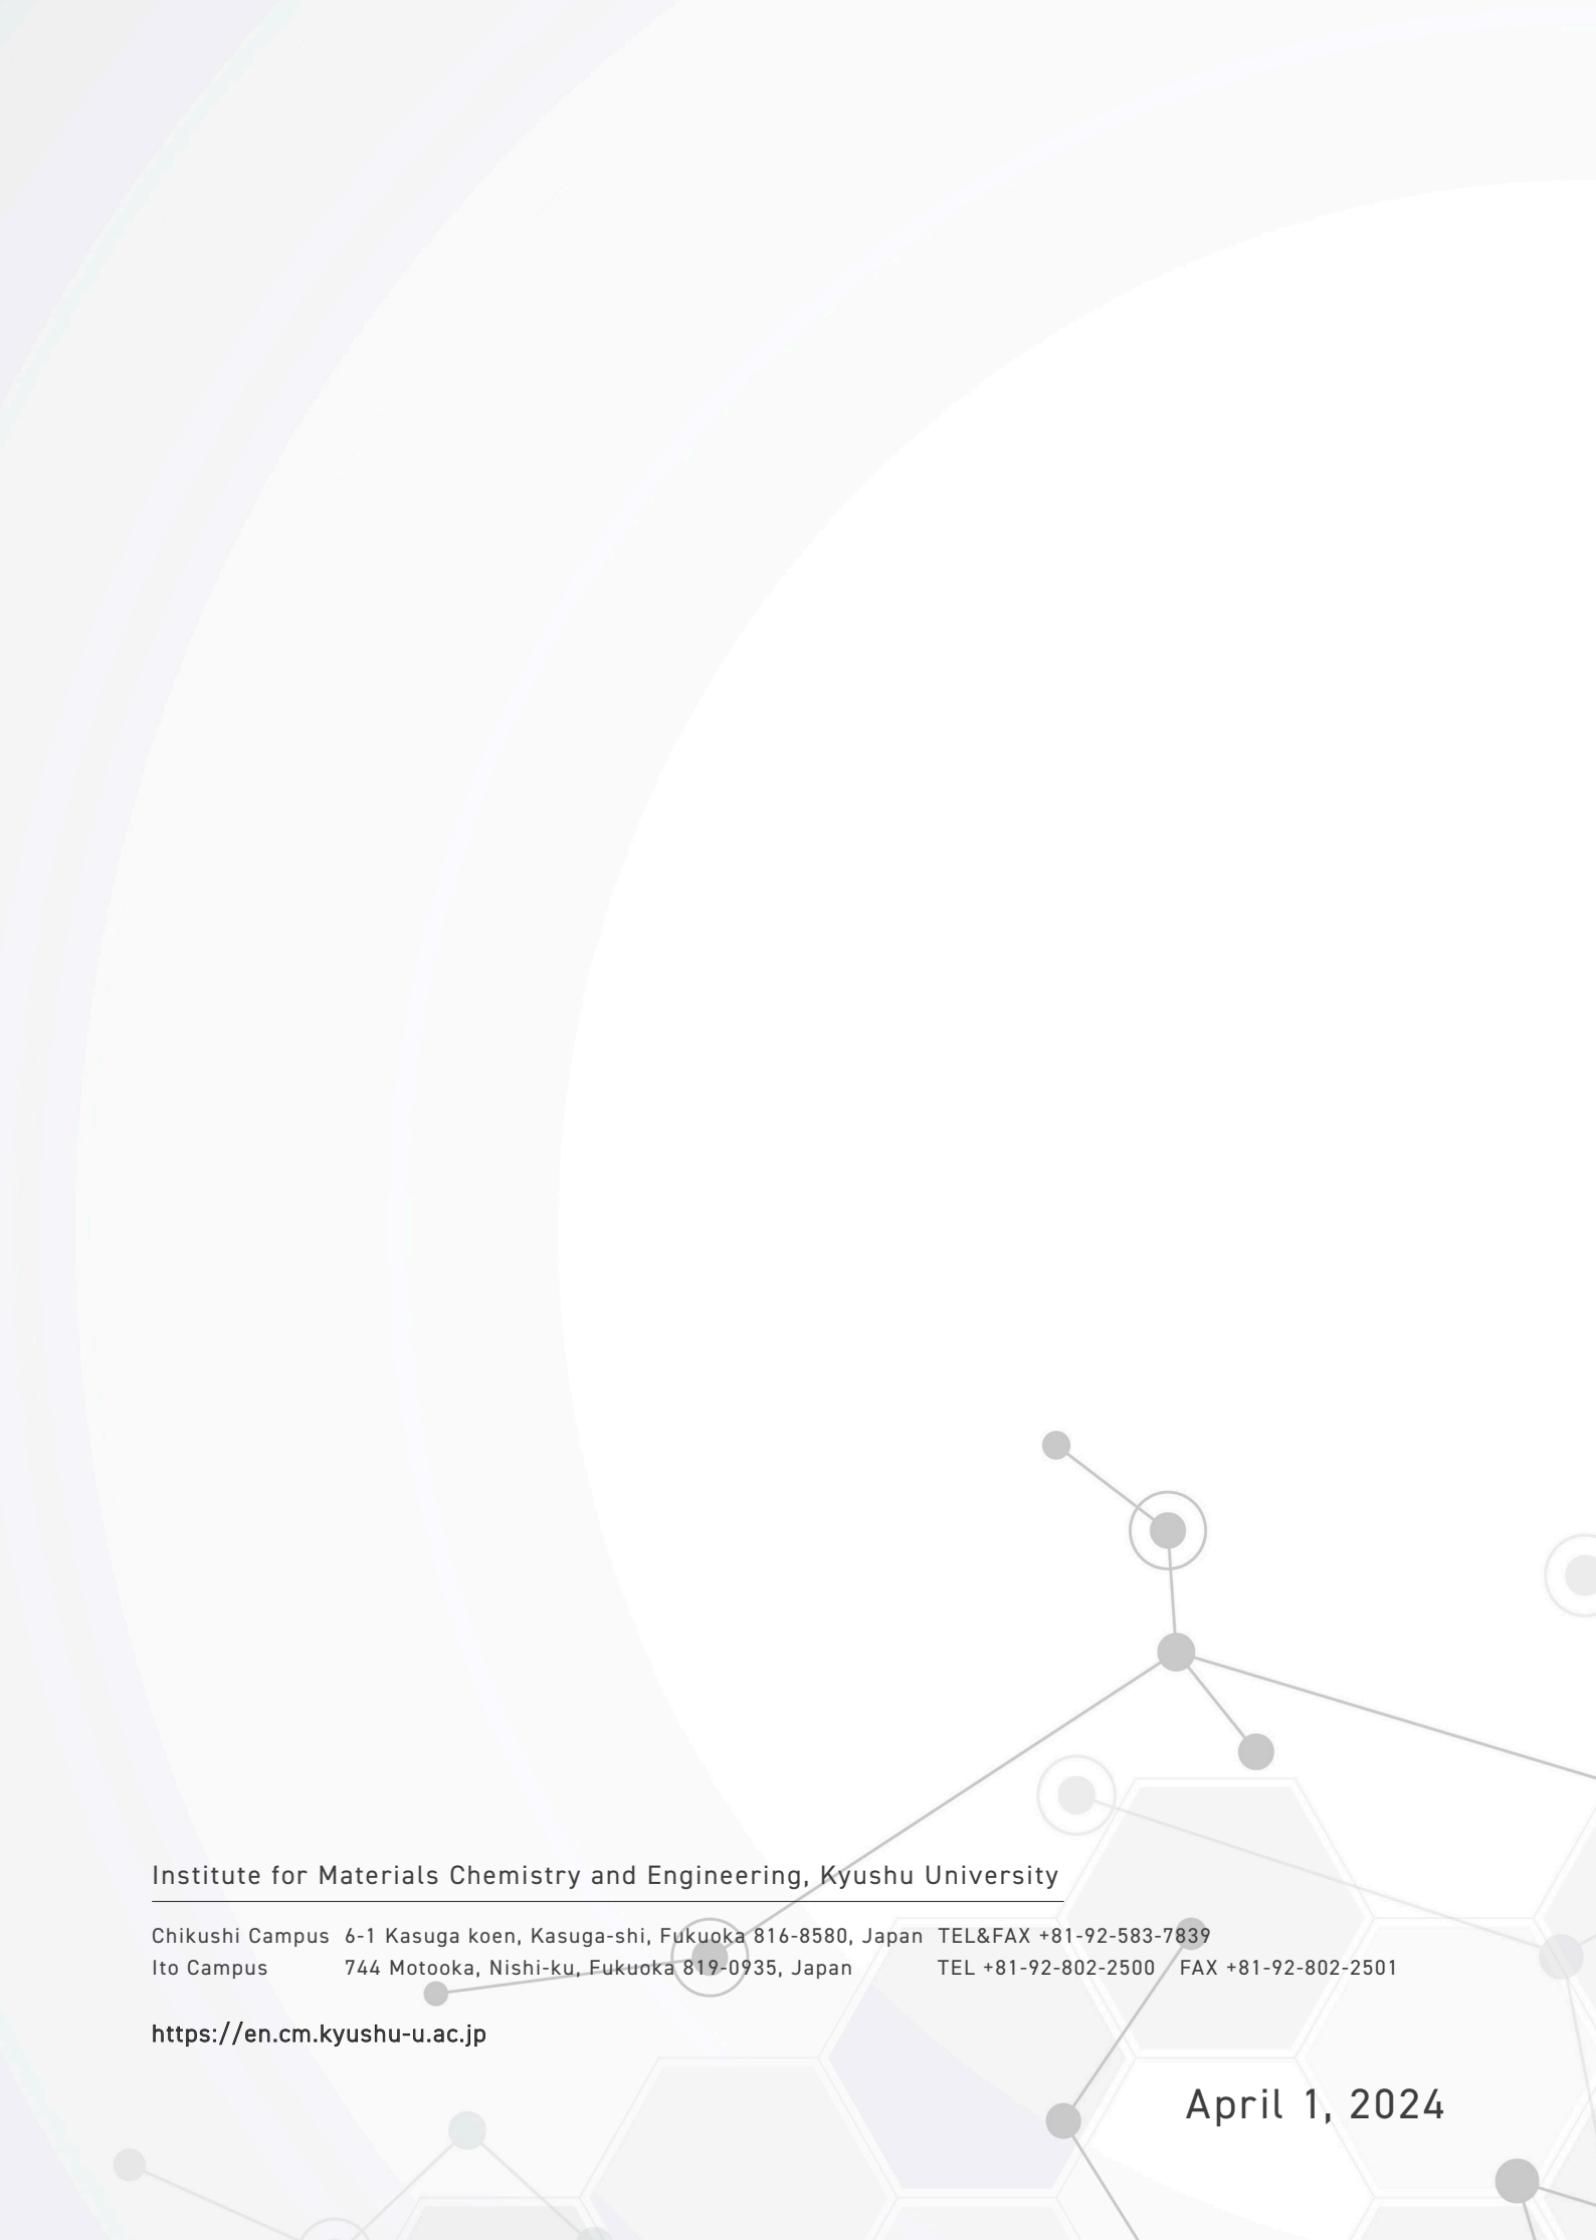 Institute for Materials Chemistry and Engineering, Kyushu University
Chikushi Campus 6-1 Kasuga koen, Kasuga-shi, Fukuoka 816-8580, Japan TEL&FAX +81-92-583-7839
Ito Campus 744 Motooka, Nishi-ku, Fukuoka 819-0935, Japan TEL +81-92-802-2500 FAX +81-92-802-2501
https://en.cm.kyushu-u.ac.jp
April 1, 2024